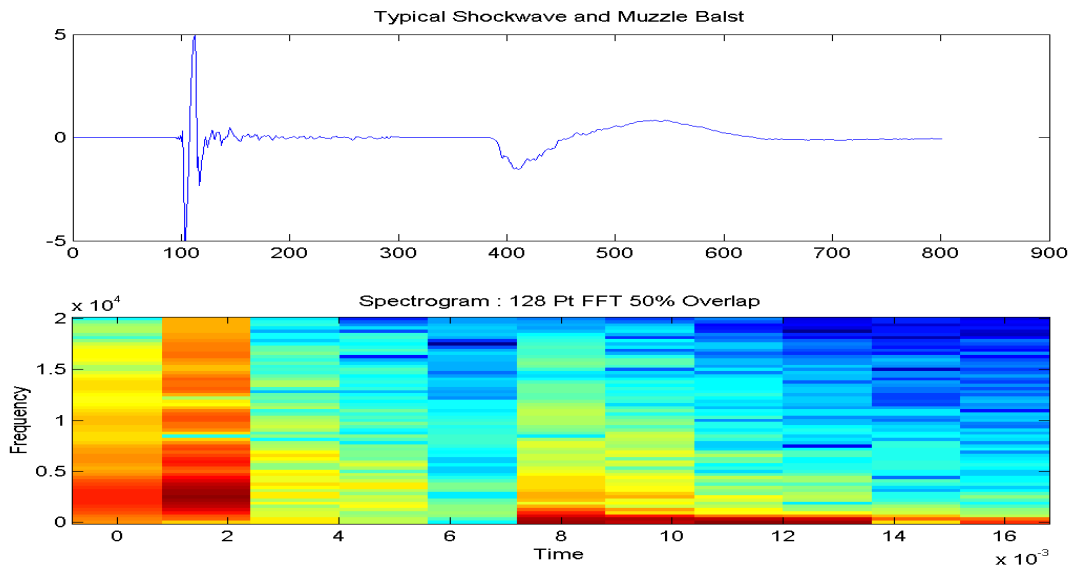 Typical Shockwave and Muzzle Balst
5
0
-5
0 100 200 300 400 500 600 700 800 900
x 10^4
Spectrogram : 128 Pt FFT 50% Overlap
2
1.5
1
0.5
0
Frequency
0 2 4 6 8 10 12 14 16
Time
x 10^-3